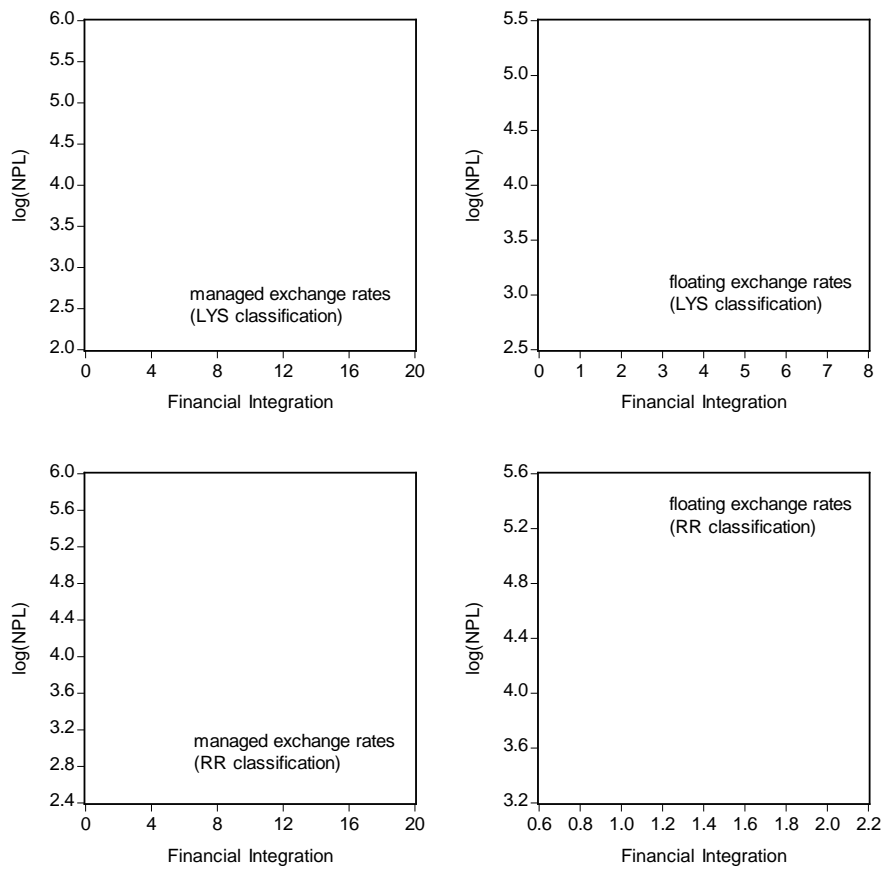 6.0
5.5
5.0
4.5
4.0
3.5
3.0
2.5
2.0
log(NPL)
managed exchange rates
(LYS classification)
0 4 8 12 16 20
Financial Integration
5.5
5.0
4.5
4.0
3.5
3.0
2.5
log(NPL)
floating exchange rates
(LYS classification)
0 1 2 3 4 5 6 7 8
Financial Integration
6.0
5.6
5.2
4.8
4.4
4.0
3.6
3.2
2.8
2.4
log(NPL)
managed exchange rates
(RR classification)
0 4 8 12 16 20
Financial Integration
5.6
5.2
4.8
4.4
4.0
3.6
3.2
log(NPL)
floating exchange rates
(RR classification)
0.6 0.8 1.0 1.2 1.4 1.6 1.8 2.0 2.2
Financial Integration